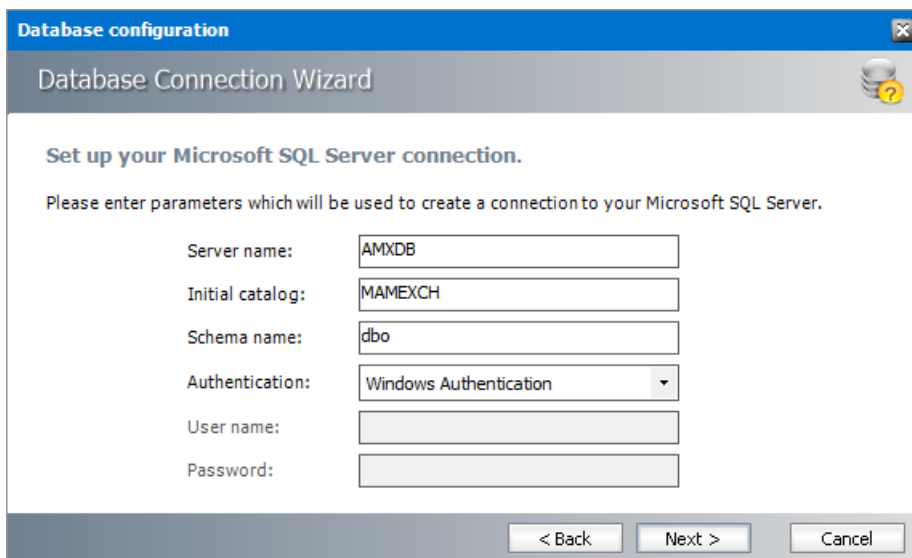 Database configuration
Database Connection Wizard
?
Set up your Microsoft SQL Server connection.
Please enter parameters which will be used to create a connection to your Microsoft SQL Server.
Server name: AMXDB
Initial catalog: MAMEXCH
Schema name: dbo
Authentication: Windows Authentication
User name:
Password:
< Back Next > Cancel